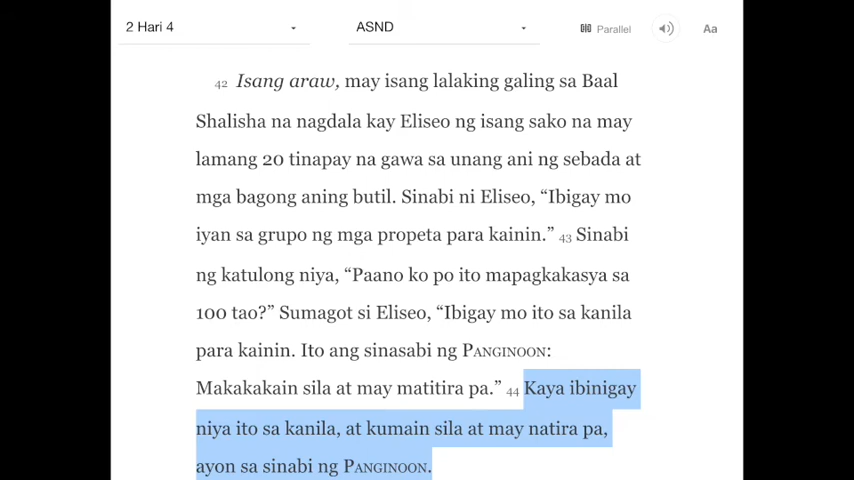 2 Hari 4 ASND Parallel Aa
42 Isang araw, may isang lalaking galing sa Baal
Shalisha na nagdala kay Eliseo ng isang sako na may
lamang 20 tinapay na gawa sa unang ani ng sebada at
mga bagong aning butil. Sinabi ni Eliseo, “Ibigay mo
iyan sa grupo ng mga propeta para kainin.” 43 Sinabi
ng katulong niya, “Paano ko po ito mapagkakasya sa
100 tao?” Sumagot si Eliseo, “Ibigay mo ito sa kanila
para kainin. Ito ang sinasabi ng PANGINOON:
Makakakain sila at may matitira pa.” 44 Kaya ibinigay
niya ito sa kanila, at kumain sila at may natira pa,
ayon sa sinabi ng PANGINOON.